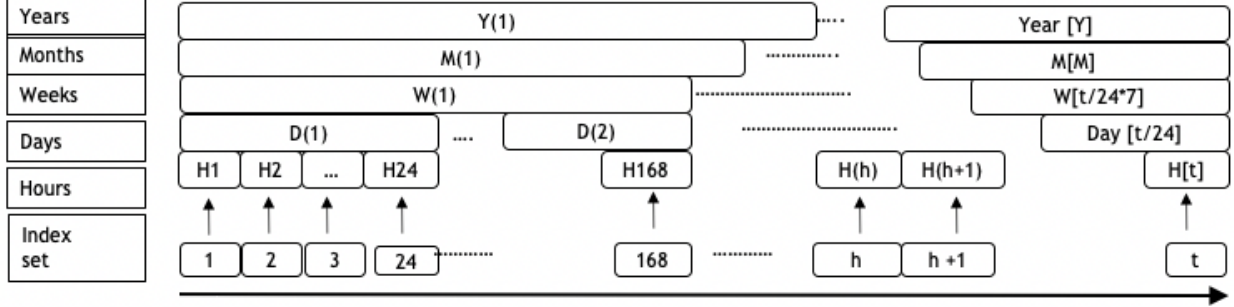 Years Y(1) ..... Year [Y]
Months M(1) ............. M[M]
Weeks W(1) ........................... W[t/24*7]
Days D(1) .... D(2) ........................... Day [t/24]
Hours H1 H2 ... H24 H168 H(h) H(h+1) H[t]
Index
set 1 2 3 24 ........... 168 ........... h h +1 t